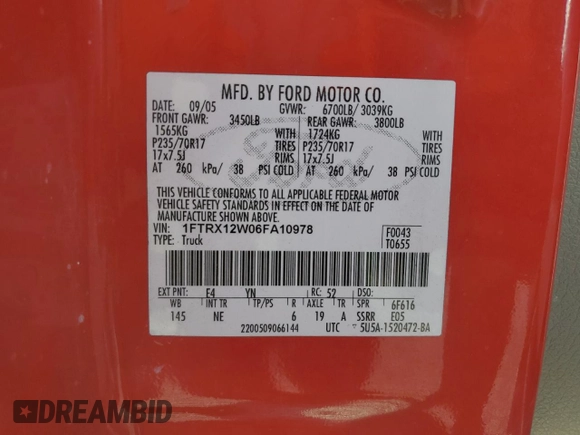 MFD. BY FORD MOTOR CO.
DATE: 09/05 GVWR: 6700LB/ 3039KG
FRONT GAWR: 3450LB REAR GAWR: 3800LB
1565KG WITH 1724KG WITH
P235/70R17 TIRES P235/70R17 TIRES
17x7.5J RIMS 17x7.5J RIMS
AT 260 kPa/ 38 PSI COLD AT 260 kPa/ 38 PSI COLD
THIS VEHICLE CONFORMS TO ALL APPLICABLE FEDERAL MOTOR
VEHICLE SAFETY STANDARDS IN EFFECT ON THE DATE OF
MANUFACTURE SHOWN ABOVE.
VIN: 1FTRX12W06FA10978 F0043
TYPE: Truck T0655
EXT PNT: E4 YN RC: 52 DSO:
WB INT TR TP/PS R AXLE TR SPR 6F616
145 NE 6 19 A SSRR E05
2200509066144 UTC 5U5A-1520472-BA
DREAMBID